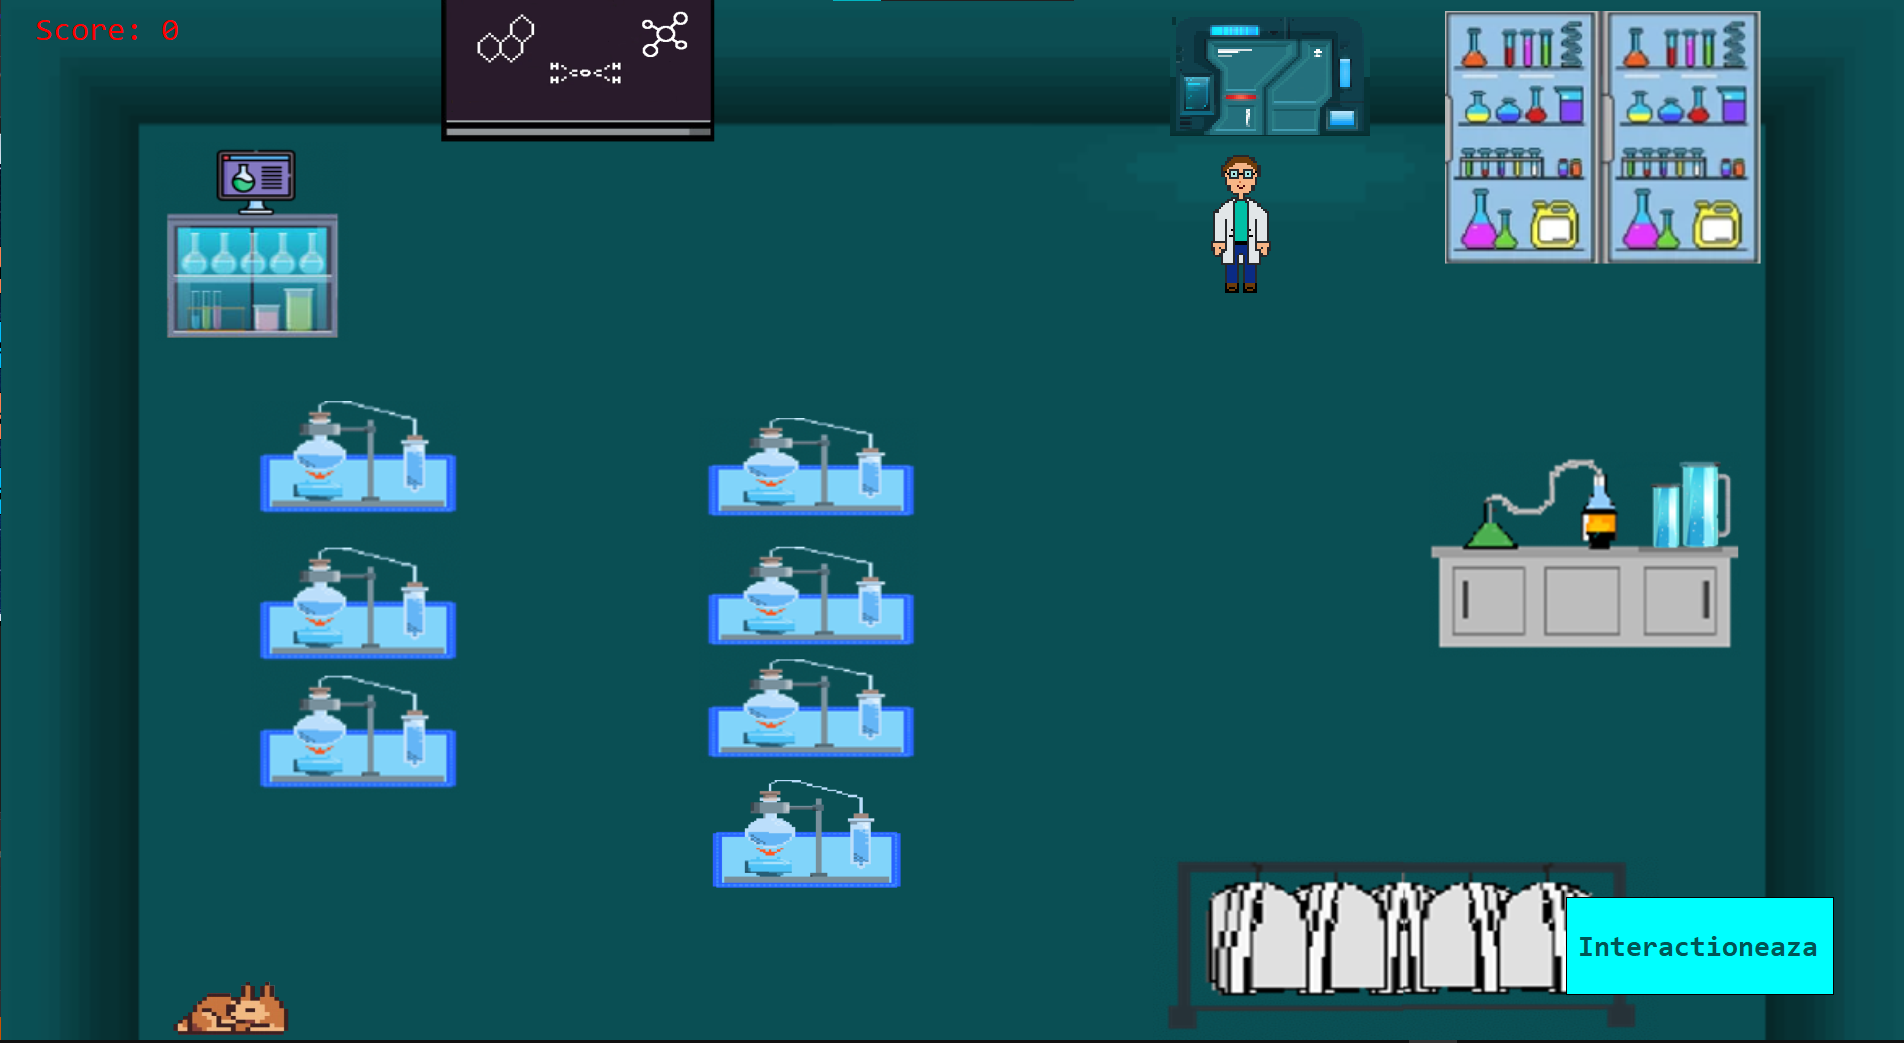 Score: 0
H H
H H
Interactioneaza